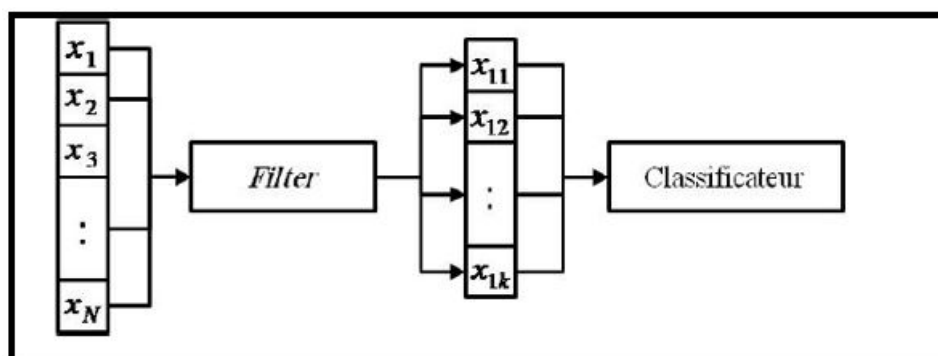 x1
x2
x3
:
xN
Filter
x11
x12
:
x1k
Classificateur